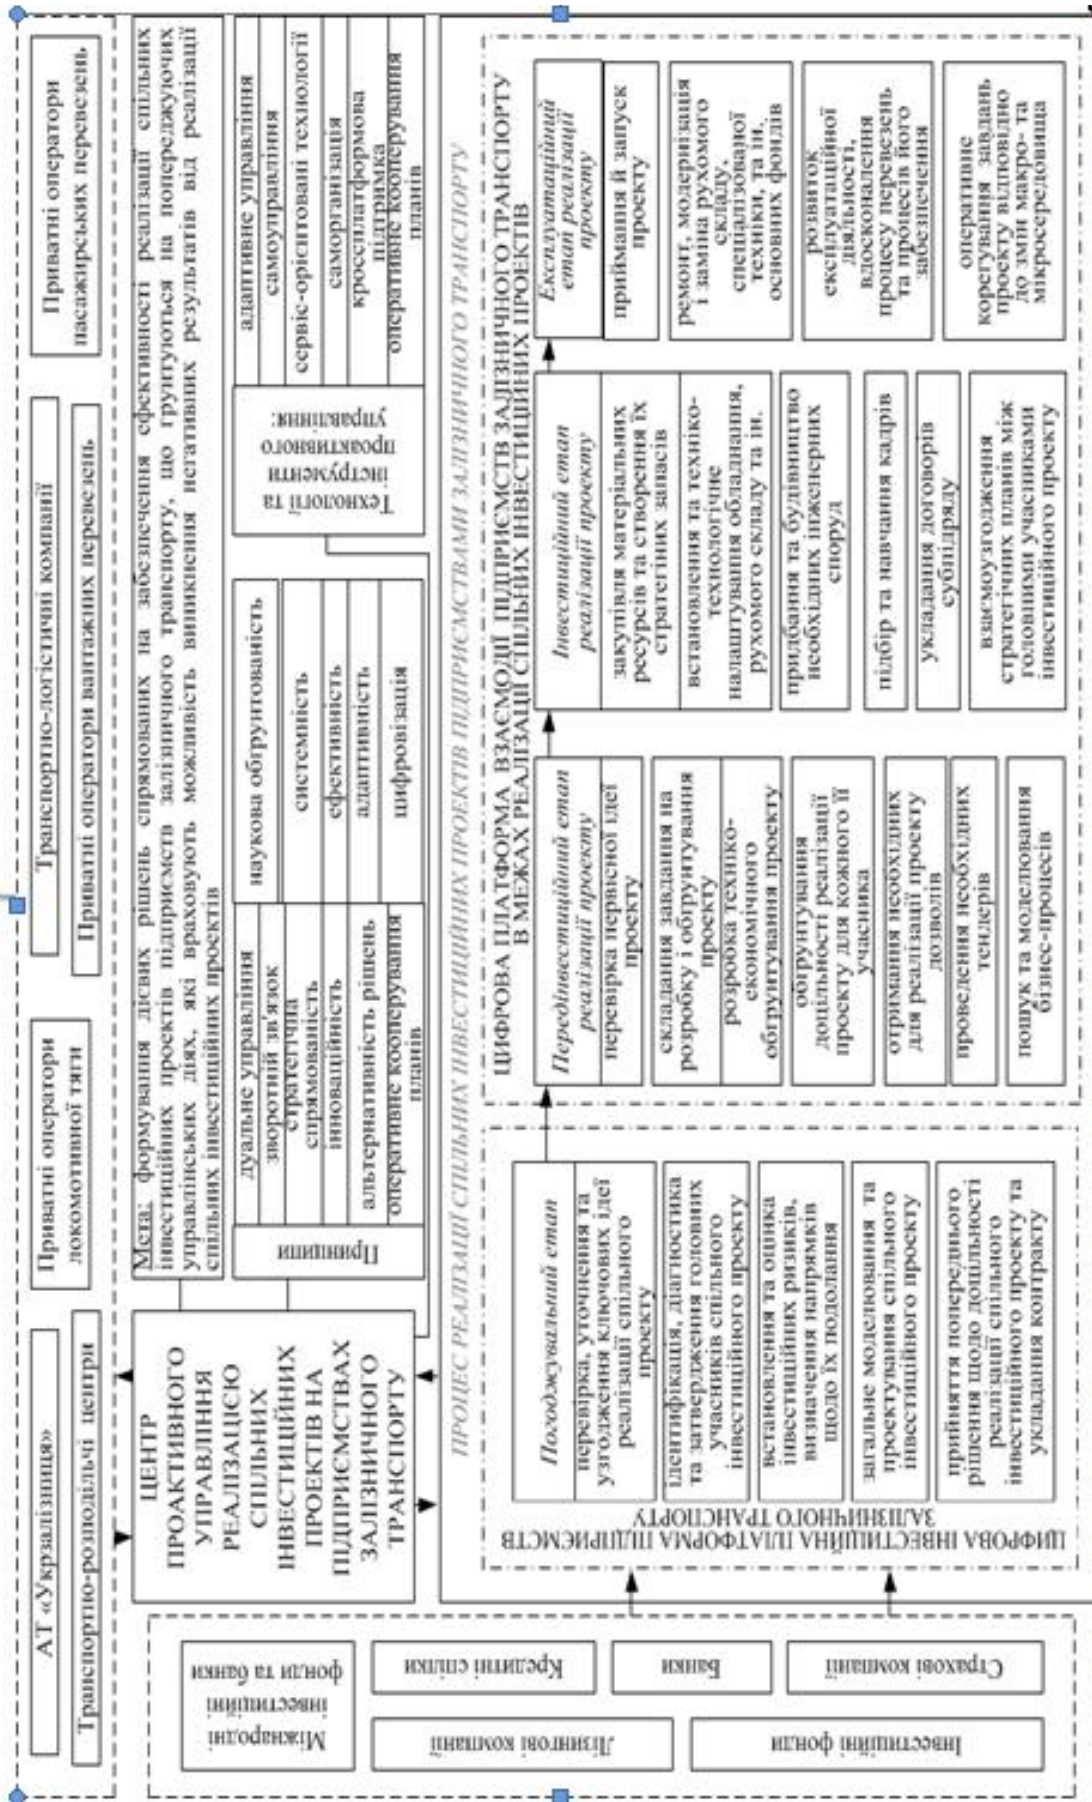 АТ «Укрзалізниця»
Приватні оператори
локомотивної тяги
Транспортно-логістичні компанії
Приватні оператори
пасажирських перевезень
Транспортно-розподільчі центри
Приватні оператори вантажних перевезень
ЦЕНТР
ПРОАКТИВНОГО
УПРАВЛІННЯ
РЕАЛІЗАЦІЄЮ
СПІЛЬНИХ
ІНВЕСТИЦІЙНИХ
ПРОЕКТІВ НА
ПІДПРИЄМСТВАХ
ЗАЛІЗНИЧНОГО
ТРАНСПОРТУ
Мета: формування дієвих рішень спрямованих на забезпечення ефективності реалізації спільних
інвестиційних проектів підприємств залізничного транспорту, що ґрунтуються на попереджуючих
управлінських діях, які враховують можливість виникнення негативних результатів від реалізації
спільних інвестиційних проектів
Принципи
дуальне управління
зворотній зв'язок
стратегічна
спрямованість
інноваційність
альтернативність рішень
оперативне кооперування
планів
наукова обґрунтованість
системність
ефективність
адаптивність
цифровізація
Технології та
інструменти
проактивного
управління:
адаптивне управління
самоуправління
сервіс-орієнтовані технології
саморганізація
кроссплатформова
підтримка
оперативне кооперування
планів
ПРОЦЕС РЕАЛІЗАЦІЇ СПІЛЬНИХ ІНВЕСТИЦІЙНИХ ПРОЕКТІВ ПІДПРИЄМСТВАМИ ЗАЛІЗНИЧНОГО ТРАНСПОРТУ
Міжнародні
інвестиційні
фонди та банки
Лізингові компанії
Кредитні спілки
Банки
Інвестиційні фонди
Страхові компанії
ЦИФРОВА ІНВЕСТИЦІЙНА ПЛАТФОРМА ПІДПРИЄМСТВ
ЗАЛІЗНИЧНОГО ТРАНСПОРТУ
Погоджувальний етап
перевірка, уточнення та
узгодження ключових ідеї
реалізації спільного
проекту
ідентифікація, діагностика
та затвердження головних
учасників спільного
інвестиційного проекту
встановлення та оцінка
інвестиційних ризиків,
визначення напрямків
щодо їх подолання
загальне моделювання та
проектування спільного
інвестиційного проекту
прийняття попереднього
рішення щодо доцільності
реалізації спільного
інвестиційного проекту та
укладання контракту
ЦИФРОВА ПЛАТФОРМА ВЗАЄМОДІЇ ПІДПРИЄМСТВ ЗАЛІЗНИЧНОГО ТРАНСПОРТУ
В МЕЖАХ РЕАЛІЗАЦІЇ СПІЛЬНИХ ІНВЕСТИЦІЙНИХ ПРОЕКТІВ
Передінвестиційний етап
реалізації проекту
перевірка первісної ідеї
проекту
складання завдання на
розробку і обґрунтування
проекту
розробка техніко-
економічного
обґрунтування проекту
обґрунтування
доцільності реалізації
проекту для кожного її
учасника
отримання необхідних
для реалізації проекту
дозволів
проведення необхідних
тендерів
пошук та моделювання
бізнес-процесів
Інвестиційний етап
реалізації проекту
закупівля матеріальних
ресурсів та створення їх
стратегіних запасів
встановлення та техніко-
технологічне
налаштування обладнання,
рухомого складу та ін.
придбання та будівництво
необхідних інженерних
споруд
підбір та навчання кадрів
укладання договорів
субпідряду
взаємоузгодження
стратегічних планів між
головними учасниками
інвестиційного проекту
Експлуатаційний
етап реалізації
проекту
приймання й запуск
проекту
ремонт, модернізація
і заміна рухомого
складу,
спеціалізованої
техніки, та ін.
основних фондів
розвиток
експлуатаційної
діяльності,
вдосконалення
процесу перевезень
та процесів його
забезпечення
оперативне
корегування завдань
проекту відповідно
до змін макро- та
мікросередовища